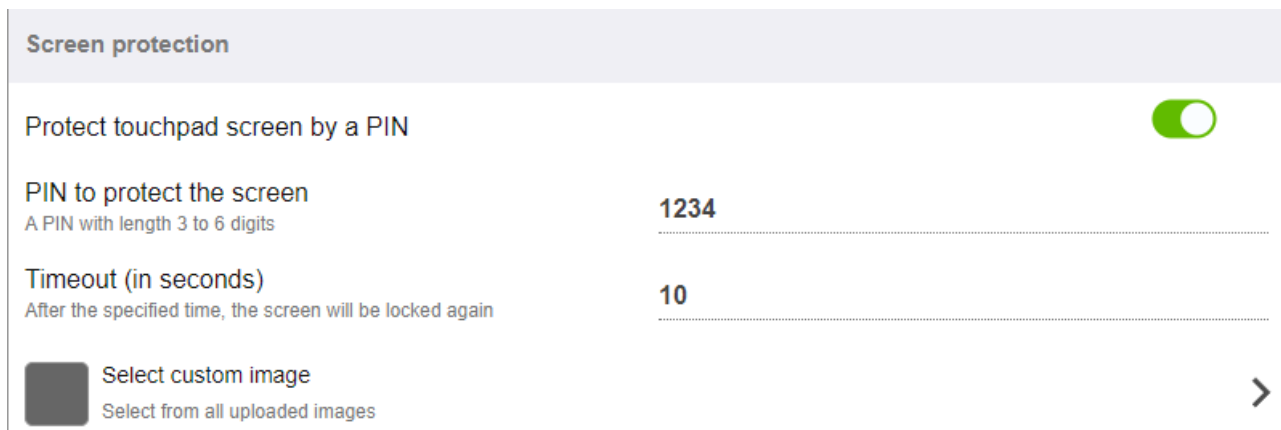 Screen protection
Protect touchpad screen by a PIN
PIN to protect the screen
A PIN with length 3 to 6 digits
1234
Timeout (in seconds)
After the specified time, the screen will be locked again
10
Select custom image
Select from all uploaded images